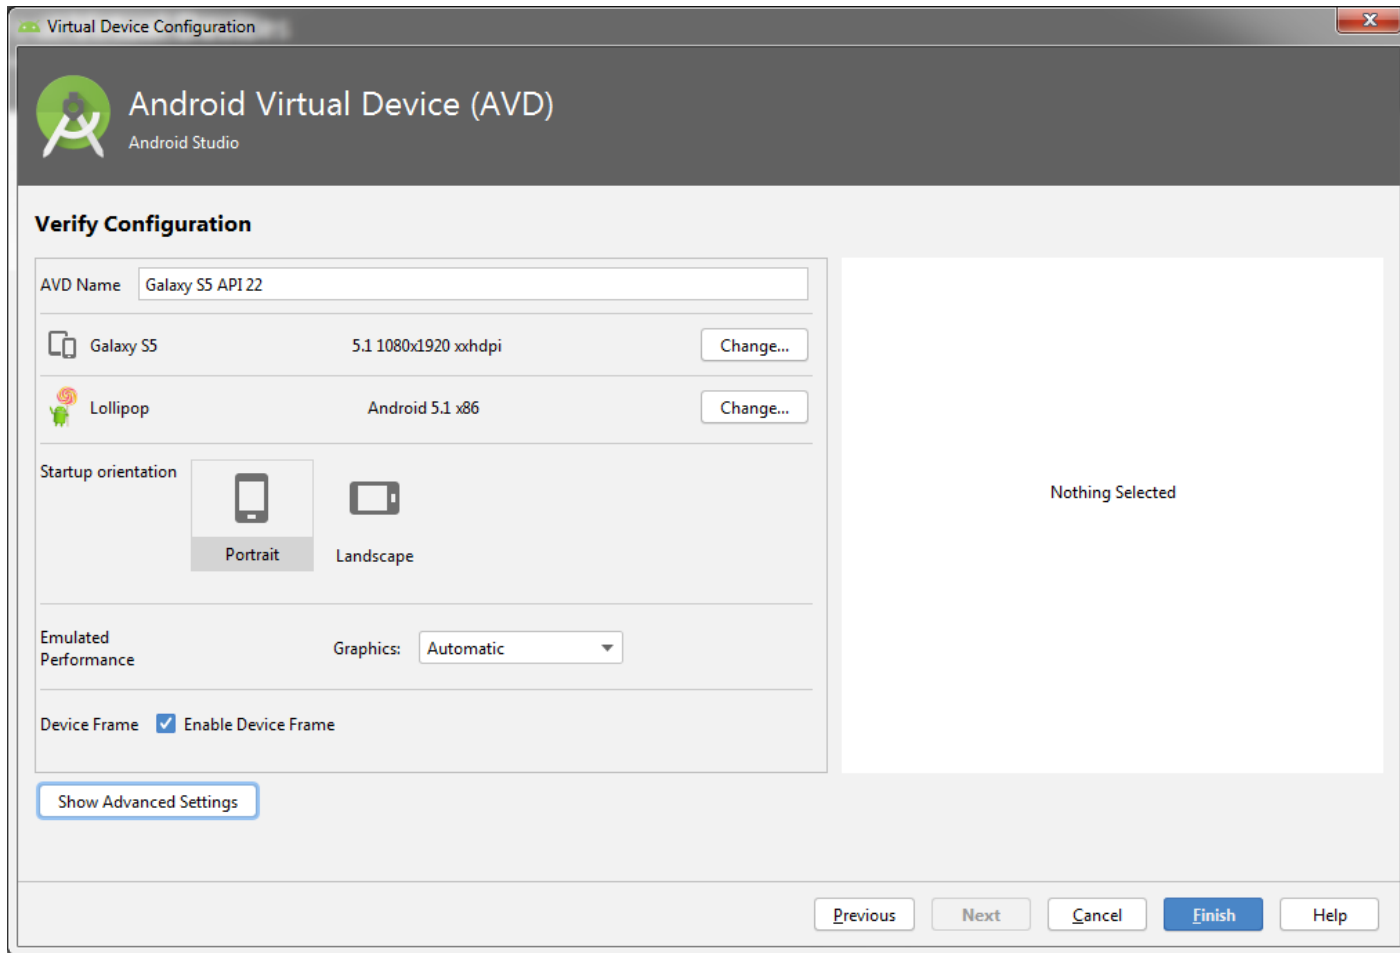 Virtual Device Configuration
Android Virtual Device (AVD)
Android Studio
Verify Configuration
AVD Name Galaxy S5 API 22
Galaxy S5 5.1 1080x1920 xxhdpi Change...
Lollipop Android 5.1 x86 Change...
Startup orientation
Portrait Landscape
Nothing Selected
Emulated
Performance
Graphics: Automatic
Device Frame Enable Device Frame
Show Advanced Settings
Previous Next Cancel Finish Help